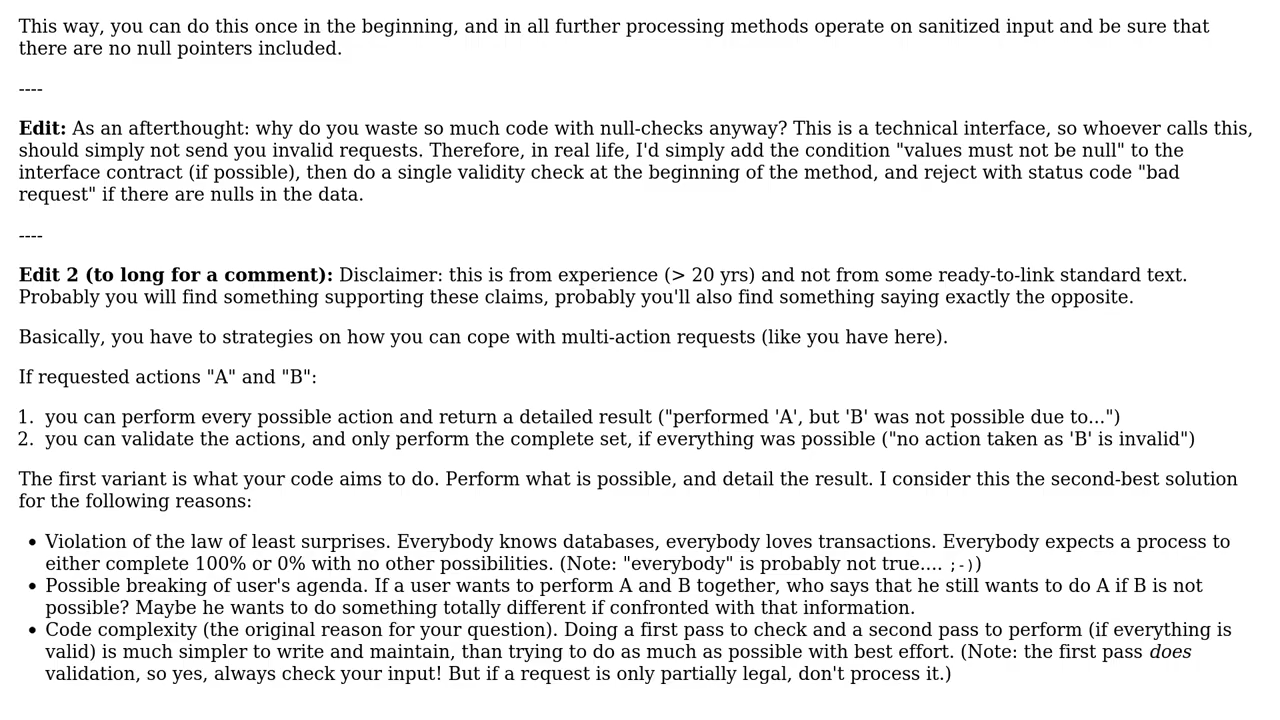 This way, you can do this once in the beginning, and in all further processing methods operate on sanitized input and be sure that
there are no null pointers included.
----
Edit: As an afterthought: why do you waste so much code with null-checks anyway? This is a technical interface, so whoever calls this,
should simply not send you invalid requests. Therefore, in real life, I'd simply add the condition "values must not be null" to the
interface contract (if possible), then do a single validity check at the beginning of the method, and reject with status code "bad
request" if there are nulls in the data.
----
Edit 2 (to long for a comment): Disclaimer: this is from experience (> 20 yrs) and not from some ready-to-link standard text.
Probably you will find something supporting these claims, probably you'll also find something saying exactly the opposite.
Basically, you have to strategies on how you can cope with multi-action requests (like you have here).
If requested actions "A" and "B":
1. you can perform every possible action and return a detailed result ("performed 'A', but 'B' was not possible due to...")
2. you can validate the actions, and only perform the complete set, if everything was possible ("no action taken as 'B' is invalid")
The first variant is what your code aims to do. Perform what is possible, and detail the result. I consider this the second-best solution
for the following reasons:
• Violation of the law of least surprises. Everybody knows databases, everybody loves transactions. Everybody expects a process to
either complete 100% or 0% with no other possibilities. (Note: "everybody" is probably not true.... ;-))
• Possible breaking of user's agenda. If a user wants to perform A and B together, who says that he still wants to do A if B is not
possible? Maybe he wants to do something totally different if confronted with that information.
• Code complexity (the original reason for your question). Doing a first pass to check and a second pass to perform (if everything is
valid) is much simpler to write and maintain, than trying to do as much as possible with best effort. (Note: the first pass does
validation, so yes, always check your input! But if a request is only partially legal, don't process it.)